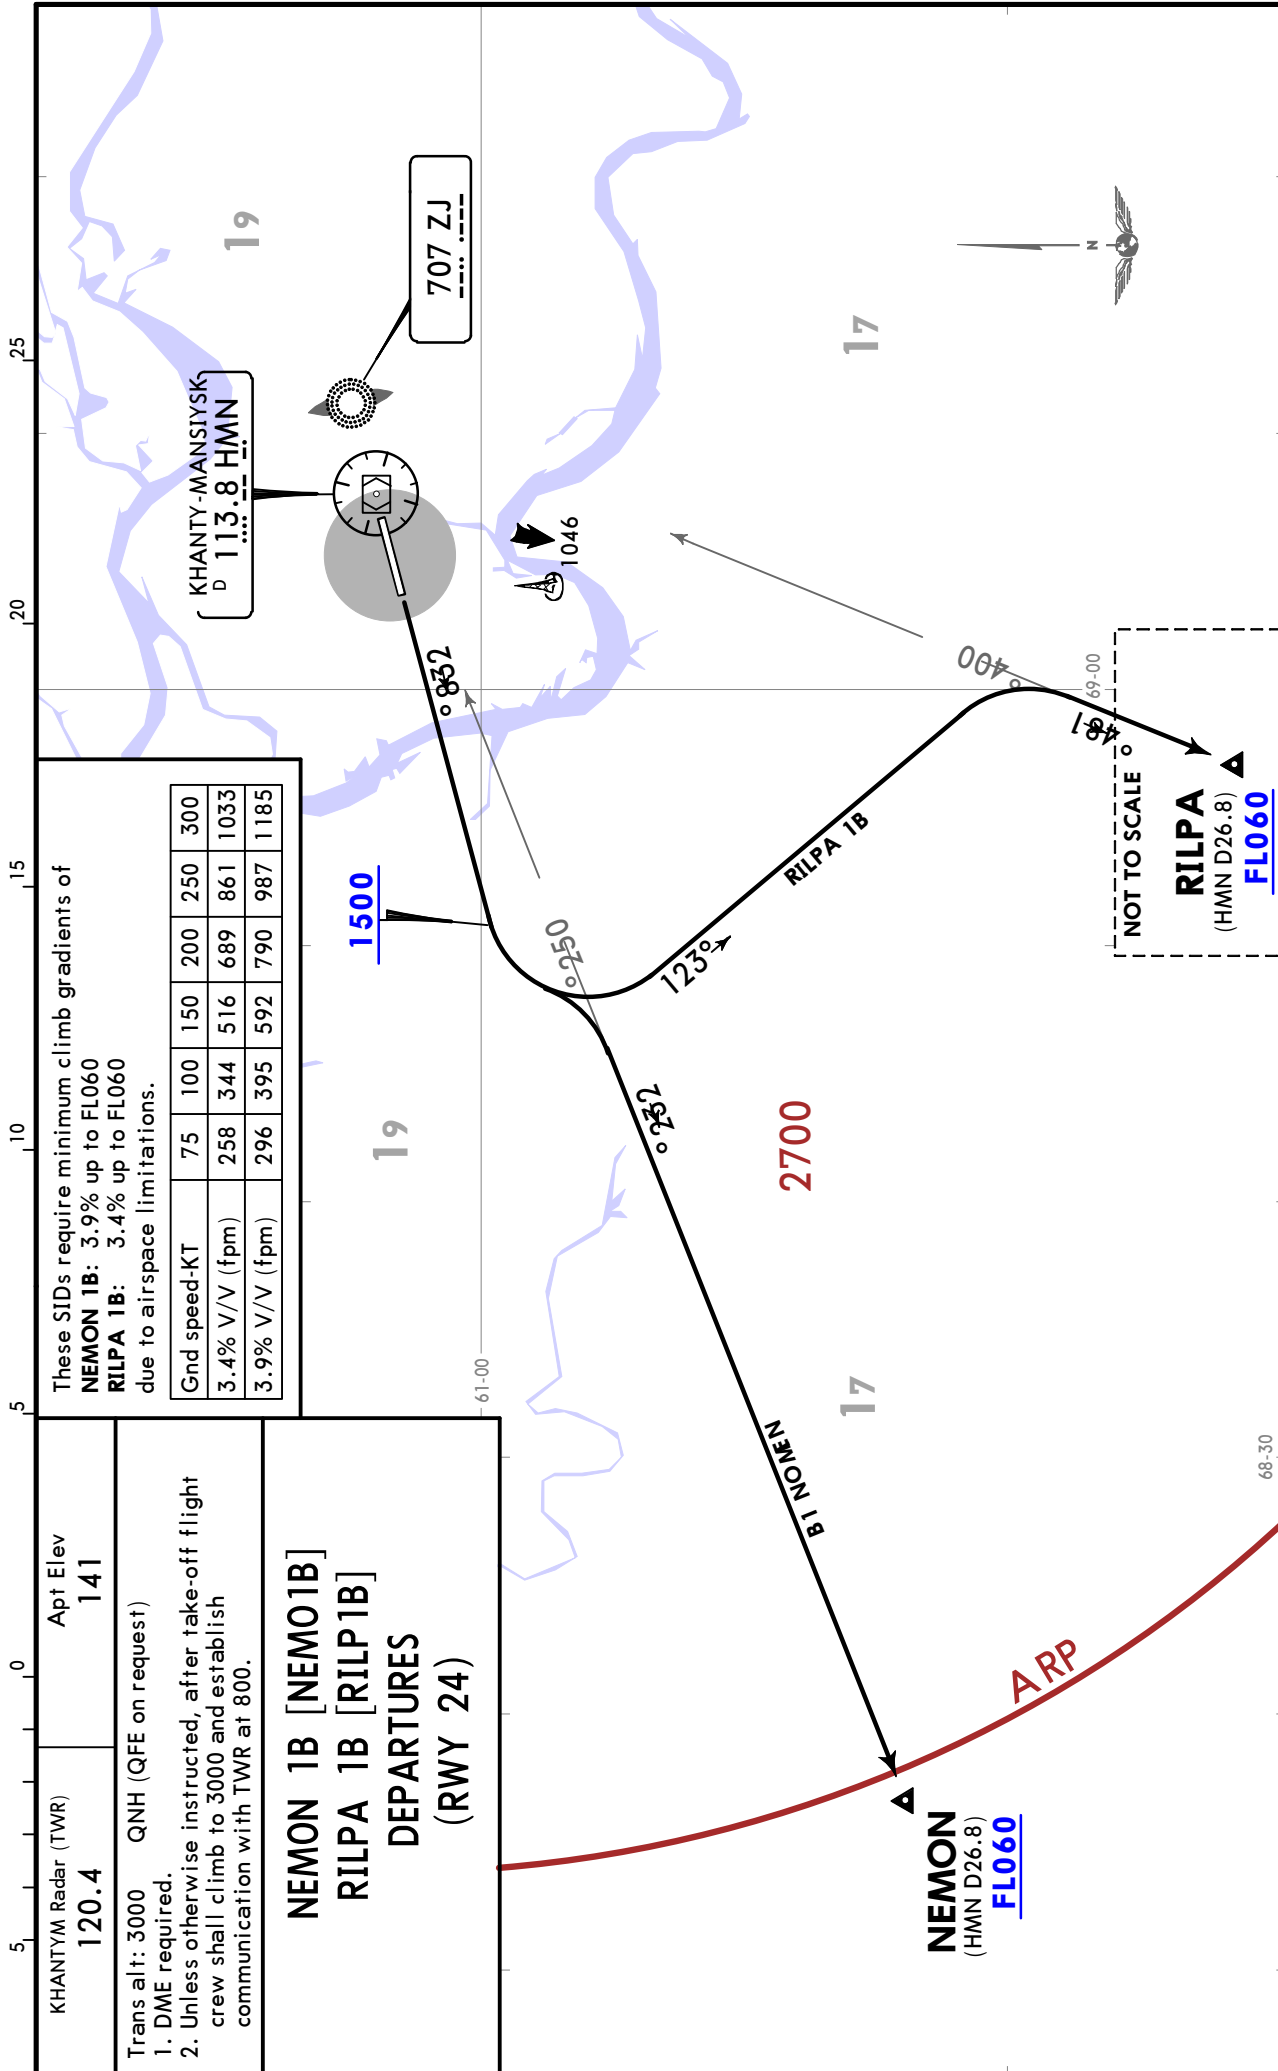 KHANTYM Radar (TWR)
120.4
Apt Elev
141
Trans alt: 3000 QNH (QFE on request)
1. DME required.
2. Unless otherwise instructed, after take-off flight
crew shall climb to 3000 and establish
communication with TWR at 800.
NEMON 1B [NEMO1B]
RILPA 1B [RILP1B]
DEPARTURES
(RWY 24)
These SIDs require minimum climb gradients of
NEMON 1B: 3.9% up to FL060
RILPA 1B: 3.4% up to FL060
due to airspace limitations.
Gnd speed-KT 75 100 150 200 250 300
3.4% V/V (fpm) 258 344 516 689 861 1033
3.9% V/V (fpm) 296 395 592 790 987 1185
5 0 5 10 15 20 25
KHANTY-MANSIYSK
D 113.8 HMN
707 ZJ
19
19
17
17
1500
1046
°832
°250
°232
123°
RILPA 1B
B1 NOMEN
2700
61-00
69-00
68-30
400°
481°
N
NOT TO SCALE
RILPA
(HMN D26.8)
FL060
ARP
NEMON
(HMN D26.8)
FL060